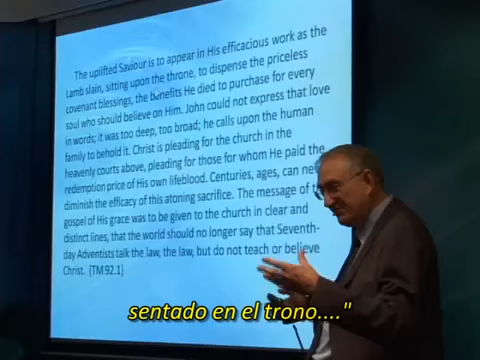 The uplifted Saviour is to appear in His efficacious work as the
Lamb slain, sitting upon the throne, to dispense the priceless
covenant blessings, the benefits He died to purchase for every
soul who should believe on Him. John could not express that love
in words; it was too deep, too broad; he calls upon the human
family to behold it. Christ is pleading for the church in the
heavenly courts above, pleading for those for whom He paid the
redemption price of His own lifeblood. Centuries, ages, can
diminish the efficacy of this atoning sacrifice. The message of
gospel of His grace was to be given to the church in clear and
distinct lines, that the world should no longer say that Seventh-
day Adventists talk the law, the law, but do not teach or believe
Christ. {TM 92.1}
sentado en el trono...."